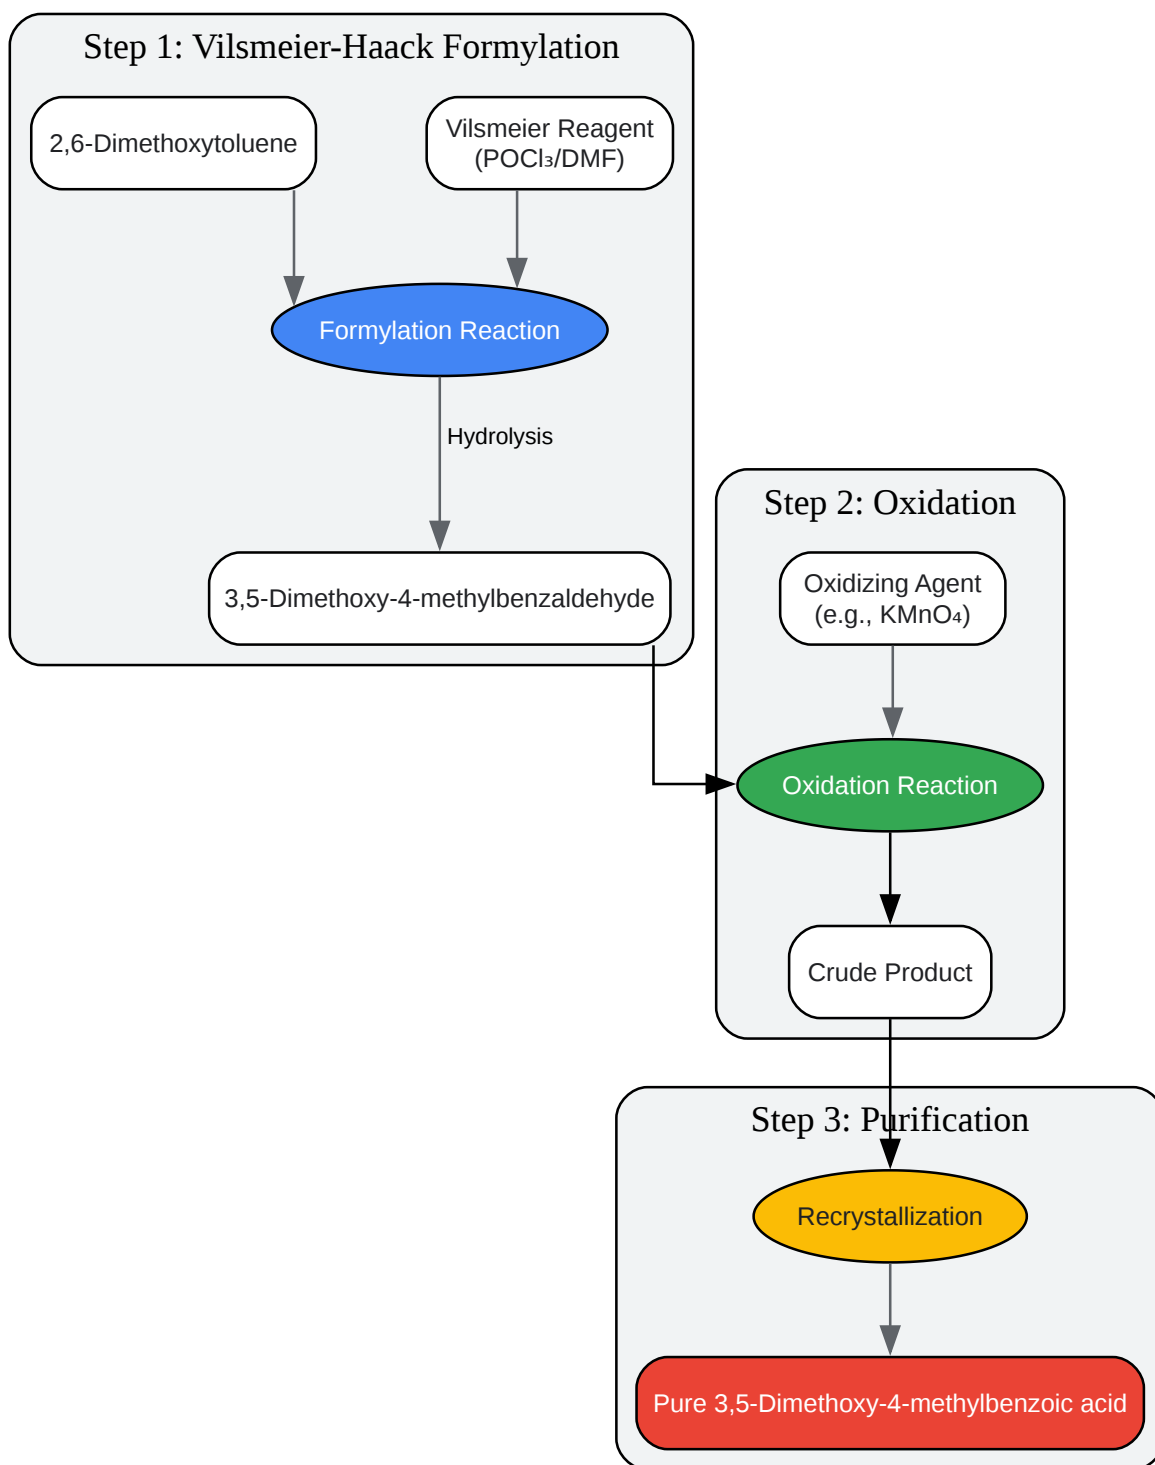 Step 1: Vilsmeier-Haack Formylation
2,6-Dimethoxytoluene
Vilsmeier Reagent
(POCl₃/DMF)
Formylation Reaction
Hydrolysis
3,5-Dimethoxy-4-methylbenzaldehyde
Step 2: Oxidation
Oxidizing Agent
(e.g., KMnO₄)
Oxidation Reaction
Crude Product
Step 3: Purification
Recrystallization
Pure 3,5-Dimethoxy-4-methylbenzoic acid